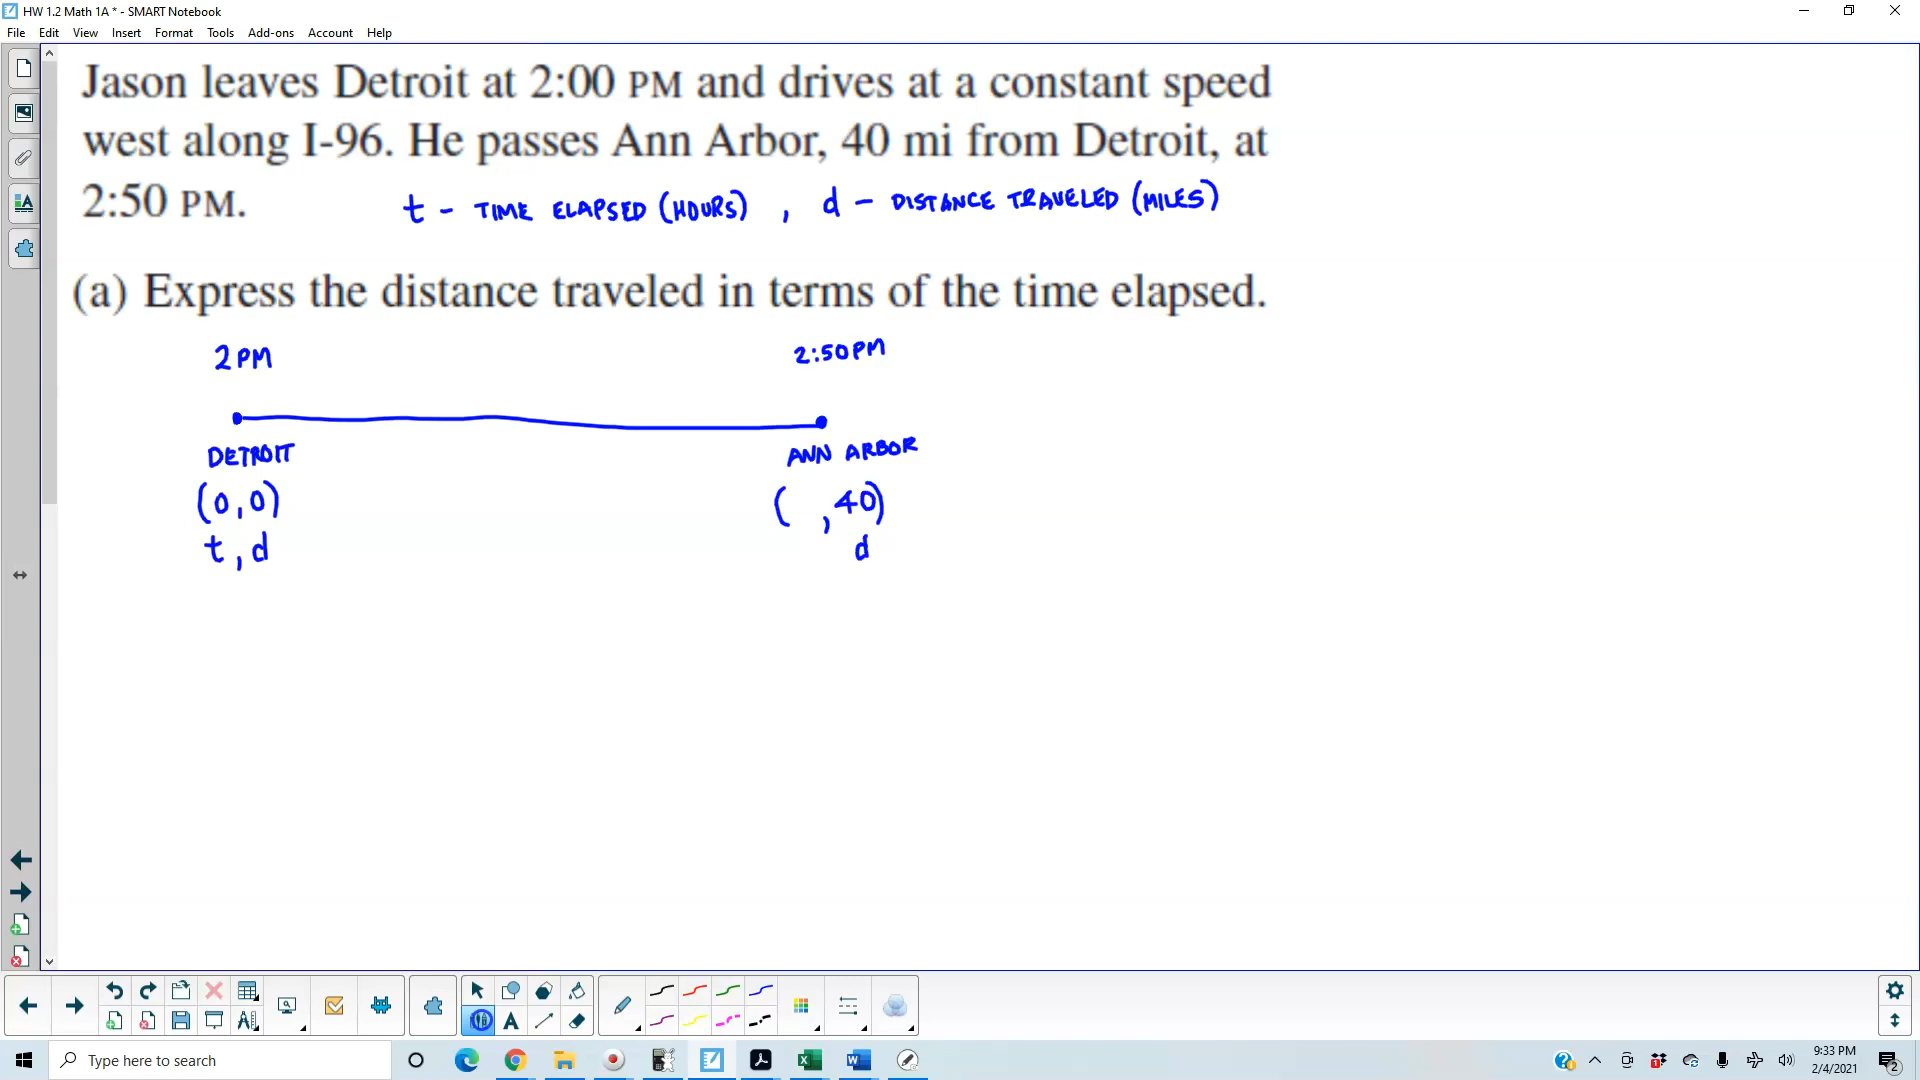 HW 1.2 Math 1A * - SMART Notebook
File Edit View Insert Format Tools Add-ons Account Help
Jason leaves Detroit at 2:00 PM and drives at a constant speed
west along I-96. He passes Ann Arbor, 40 mi from Detroit, at
2:50 PM.
t - TIME ELAPSED (HOURS) , d - DISTANCE TRAVELED (MILES)
(a) Express the distance traveled in terms of the time elapsed.
2PM 2:50PM
DETROIT ANN ARBOR
(0,0) ( ,40)
t,d d
Type here to search
9:33 PM
2/4/2021